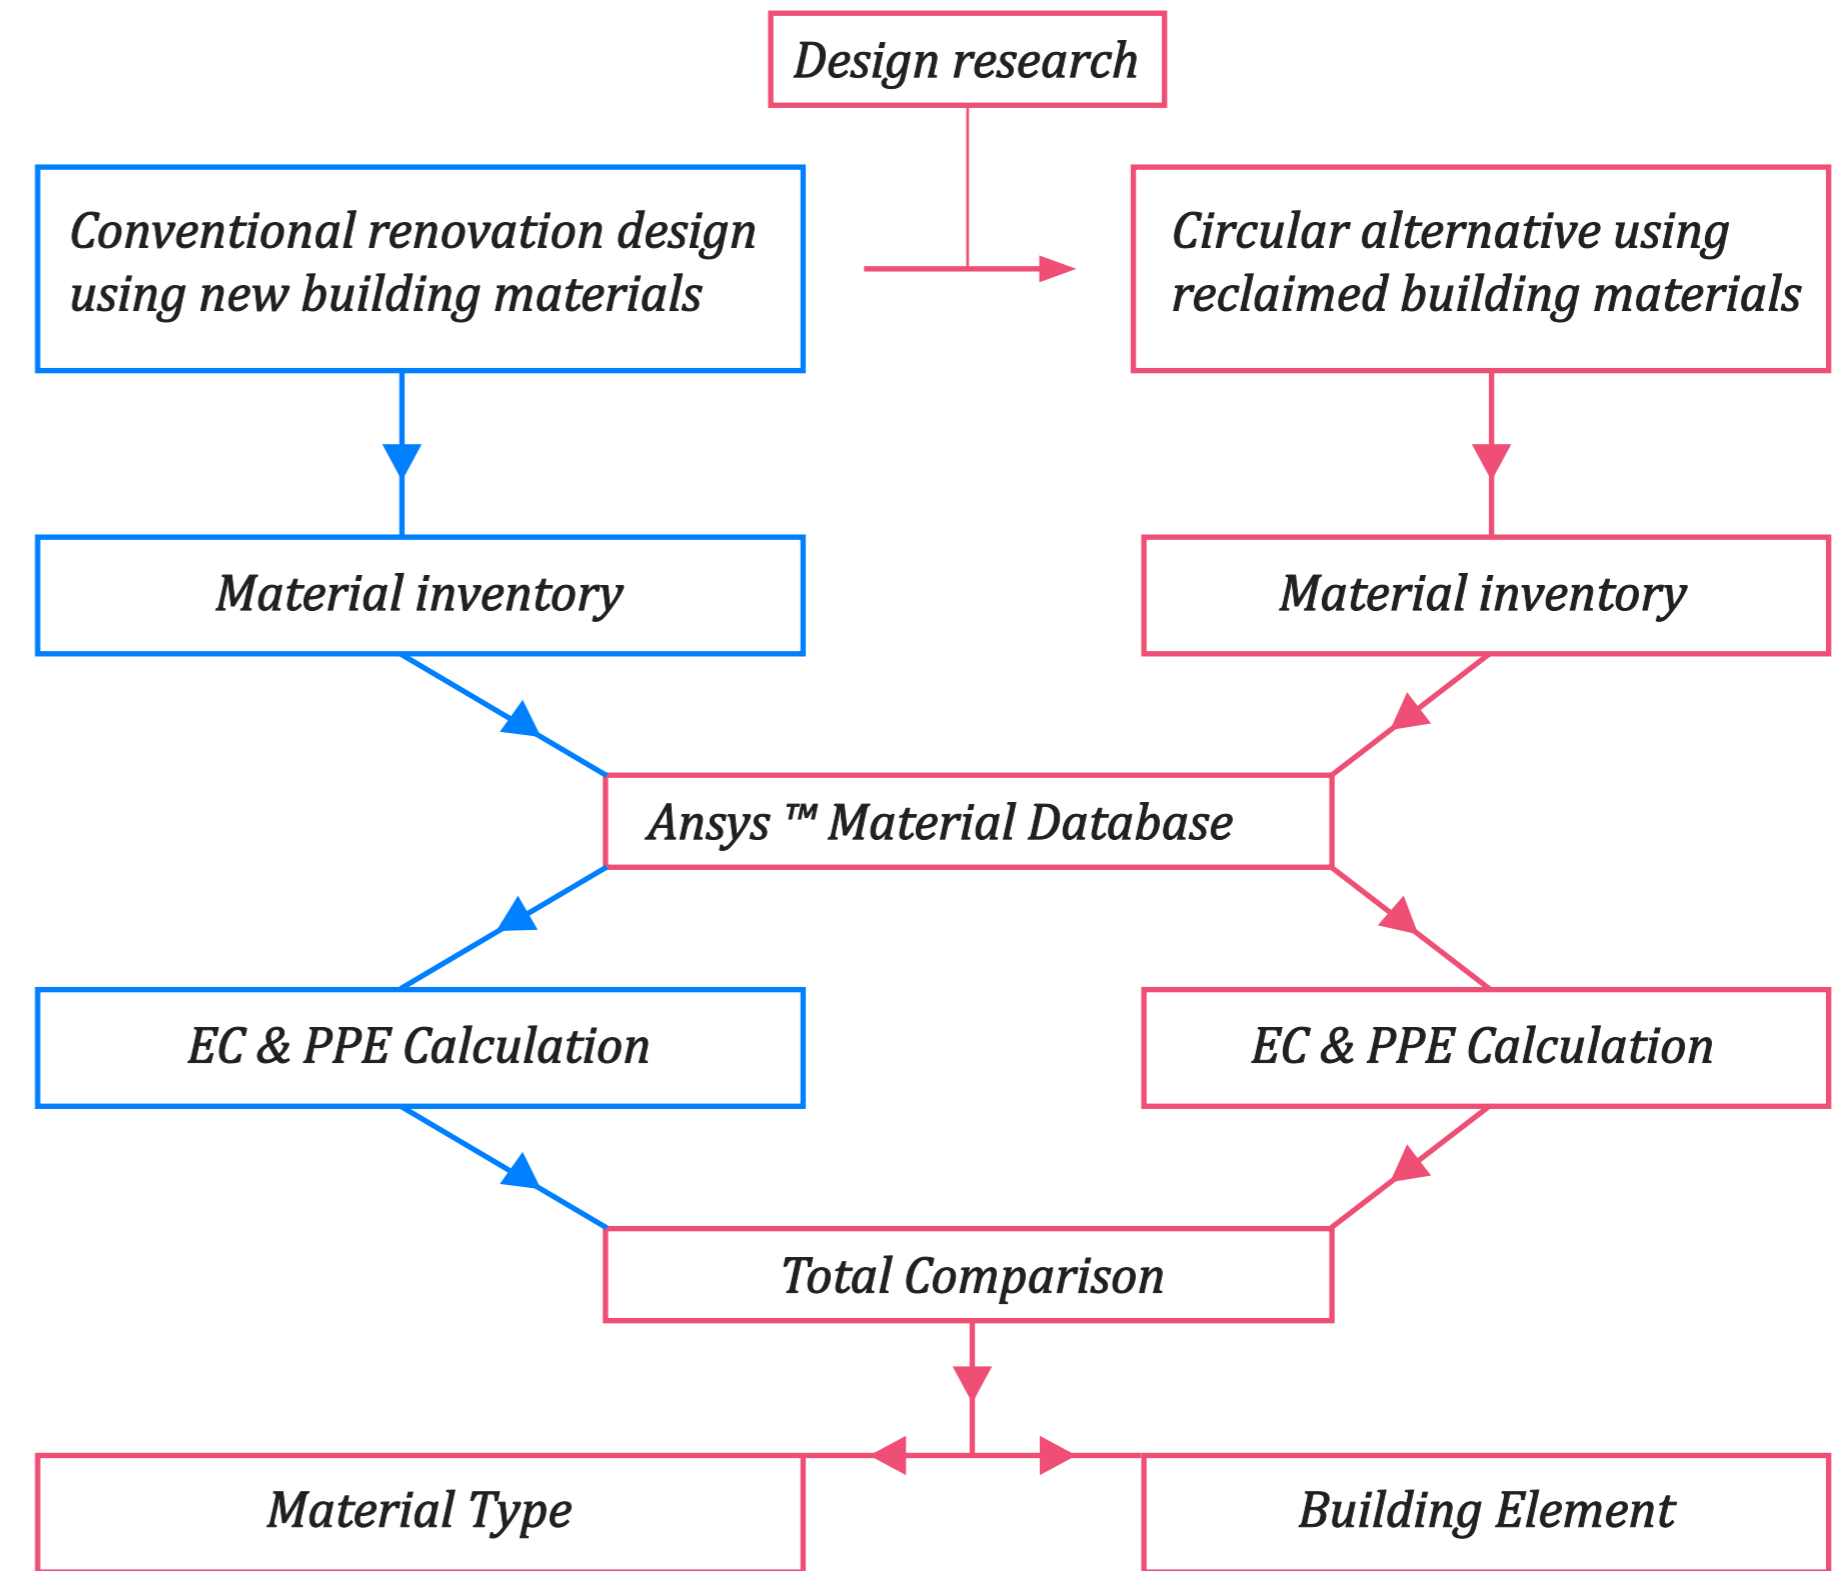 Design research
Conventional renovation design
using new building materials
Circular alternative using
reclaimed building materials
Material inventory
Material inventory
Ansys ™ Material Database
EC & PPE Calculation
EC & PPE Calculation
Total Comparison
Material Type
Building Element